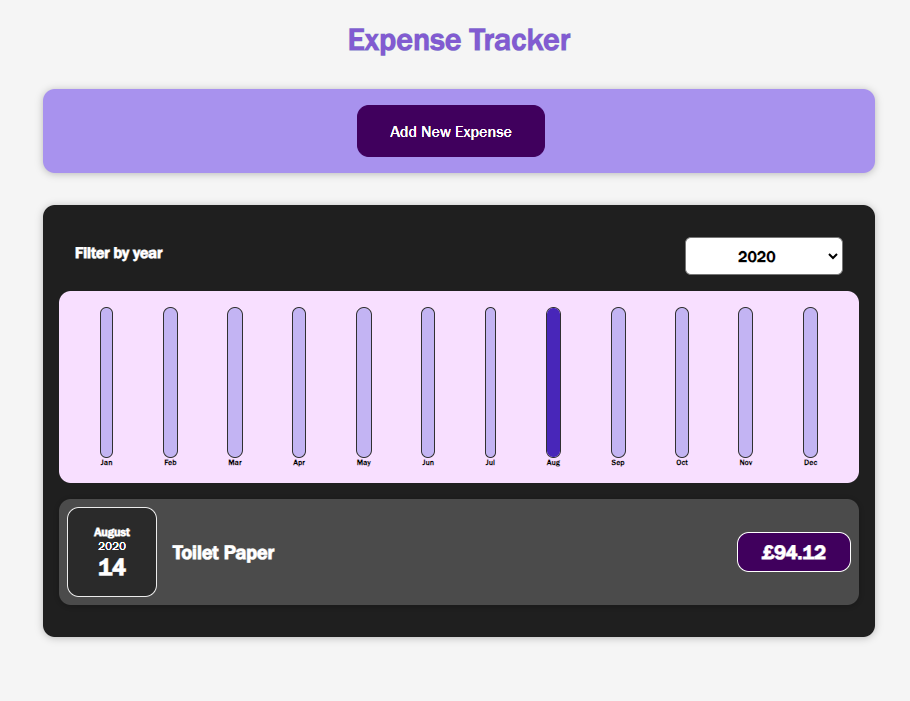 Expense Tracker
Add New Expense
Filter by year
2020
Jan Feb Mar Apr May Jun Jul Aug Sep Oct Nov Dec
August
2020
14
Toilet Paper
£94.12